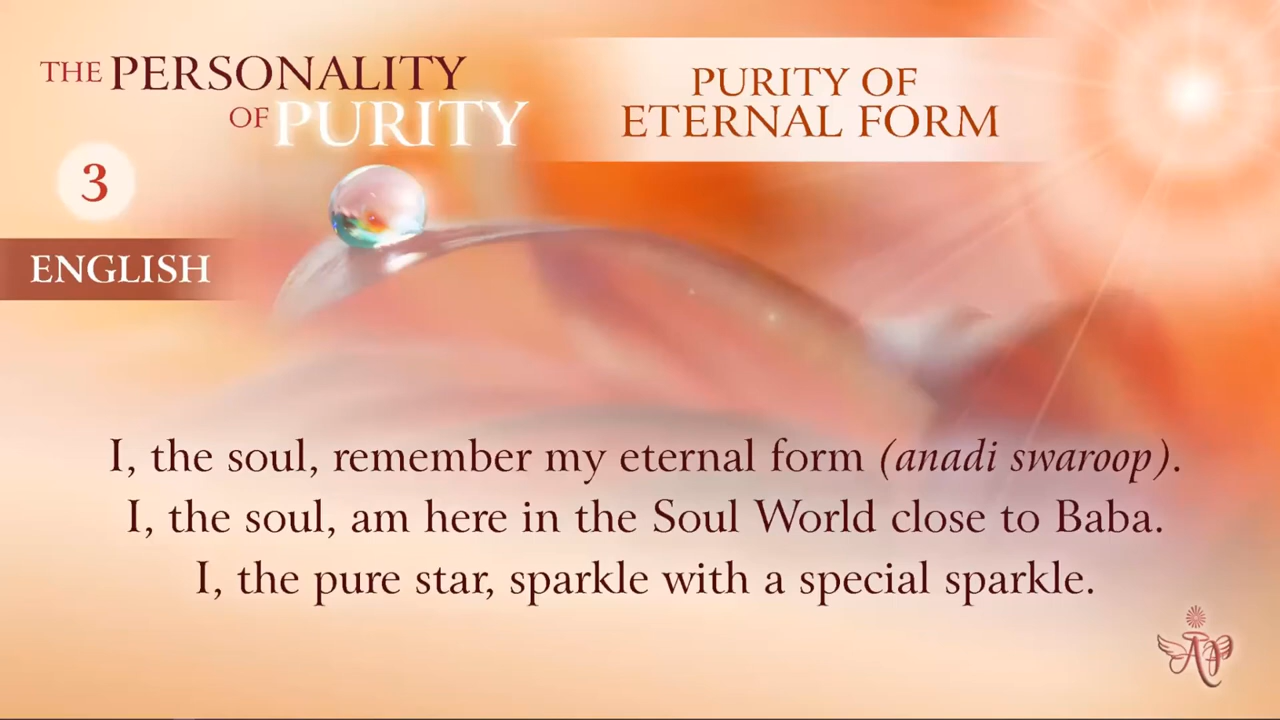 THE PERSONALITY
OF PURITY
PURITY OF
ETERNAL FORM
3
ENGLISH
I, the soul, remember my eternal form (anadi swaroop).
I, the soul, am here in the Soul World close to Baba.
I, the pure star, sparkle with a special sparkle.